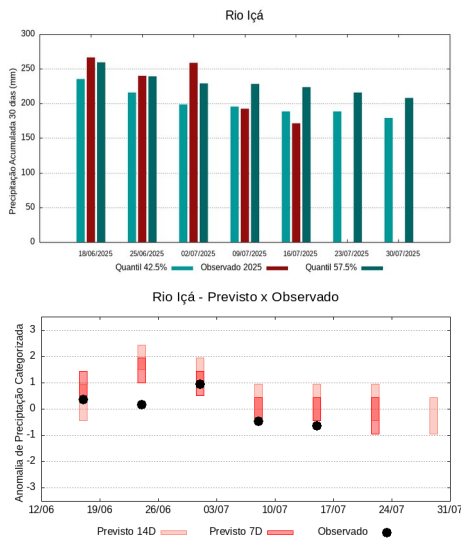 Rio Içá
Precipitação Acumulada 30 dias (mm)
300
250
200
150
100
50
0
18/06/2025 25/06/2025 02/07/2025 09/07/2025 16/07/2025 23/07/2025 30/07/2025
Quantil 42.5% Observado 2025 Quantil 57.5%
Rio Içá - Previsto x Observado
Anomalia de Preciptação Categorizada
3
2
1
0
-1
-2
-3
12/06 19/06 26/06 03/07 10/07 17/07 24/07 31/07
Previsto 14D Previsto 7D Observado